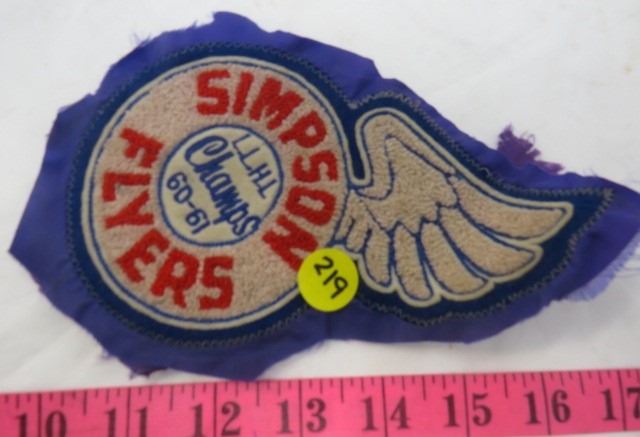 SIMPSON
FLYERS
L.L.H.L
Champs
60-61
219
10 11 12 13 14 15 16 17